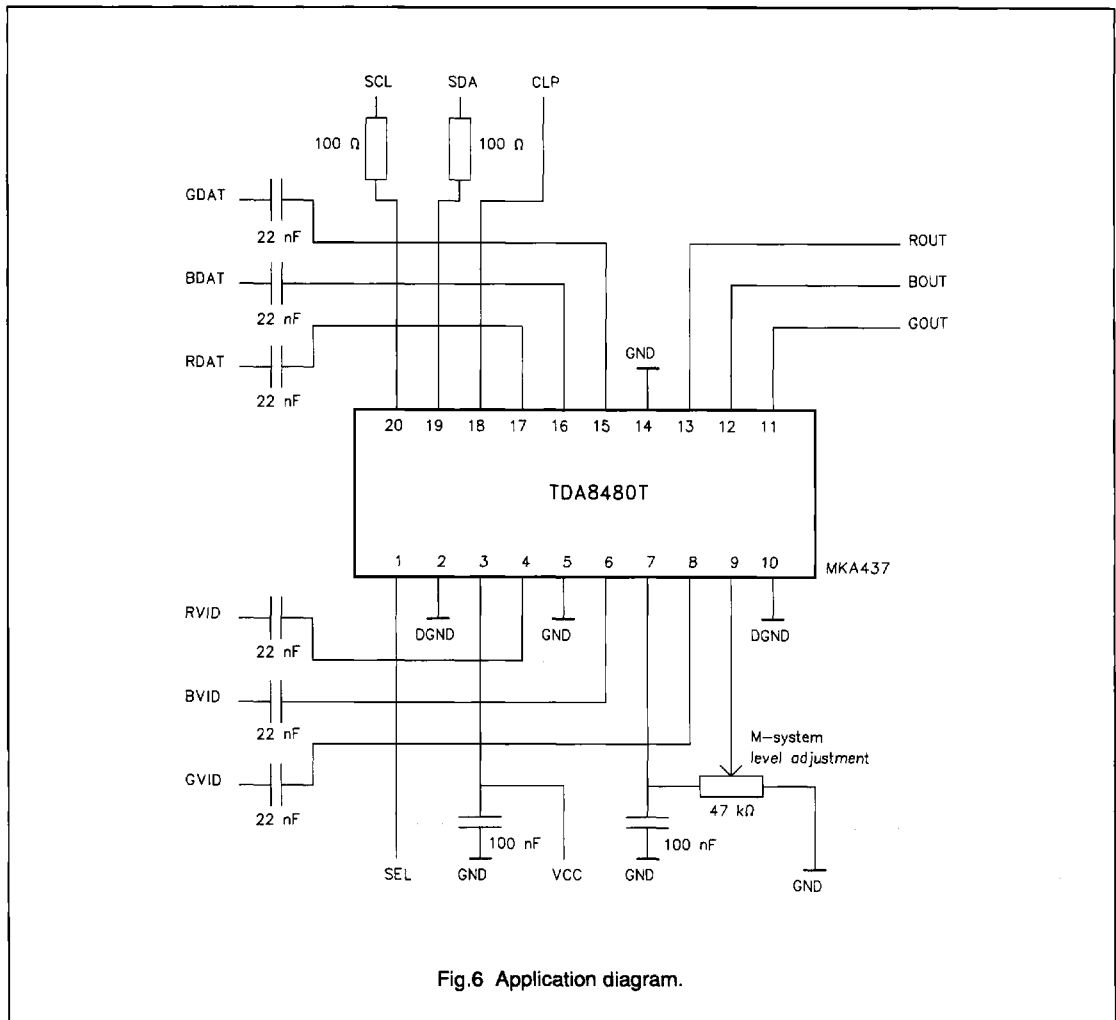 SCL SDA CLP
100 Ω 100 Ω
GDAT
22 nF
ROUT
BDAT
BOUT
22 nF
GOUT
RDAT
GND
22 nF
20 19 18 17 16 15 14 13 12 11
TDA8480T
1 2 3 4 5 6 7 8 9 10
MKA437
RVID
DGND GND DGND
22 nF
BVID
22 nF
M-system
level adjustment
GVID
47 kΩ
22 nF
100 nF 100 nF
SEL GND VCC GND
GND
Fig.6 Application diagram.